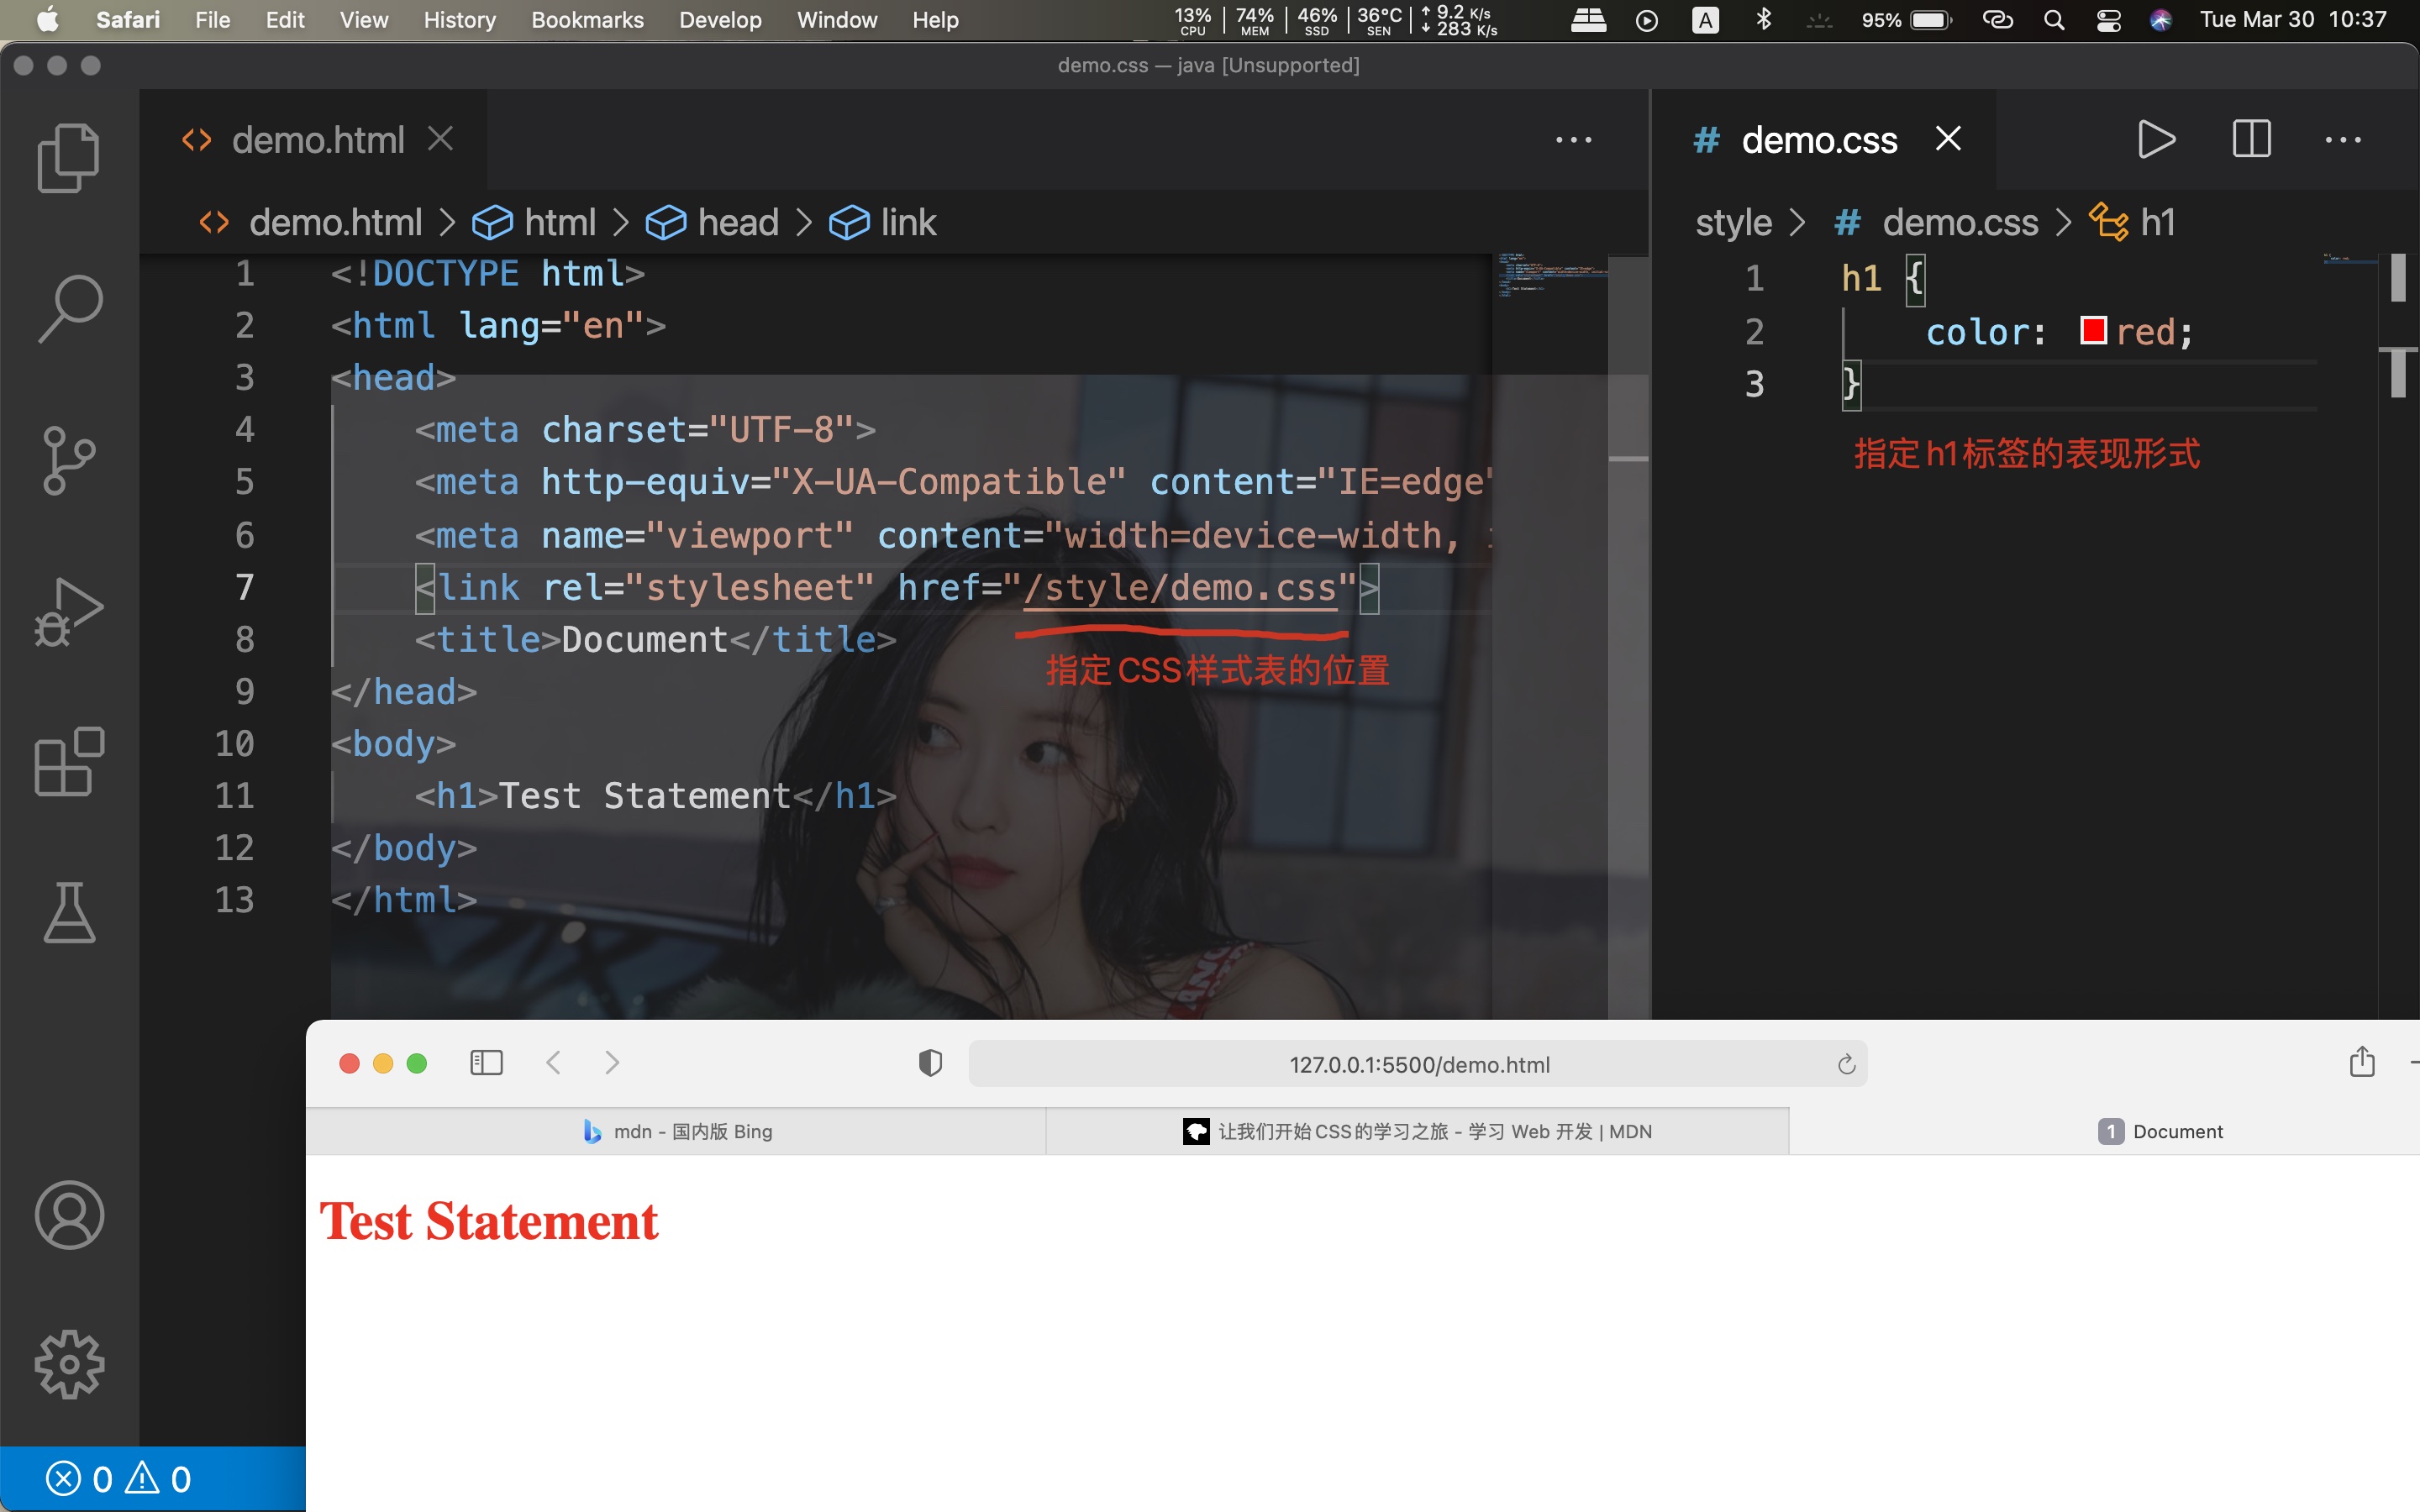 Safari File Edit View History Bookmarks Develop Window Help 13% CPU 74% MEM 46% SSD 36°C SEN ↑ 9.2 K/s ↓ 283 K/s A 95% Tue Mar 30 10:37
demo.css — java [Unsupported]
<> demo.html
<> demo.html > html > head > link
1 <!DOCTYPE html>
2 <html lang="en">
3 <head>
4 <meta charset="UTF-8">
5 <meta http-equiv="X-UA-Compatible" content="IE=edge"
6 <meta name="viewport" content="width=device-width,
7 <link rel="stylesheet" href="/style/demo.css">
8 <title>Document</title>
指定CSS样式表的位置
9 </head>
10 <body>
11 <h1>Test Statement</h1>
12 </body>
13 </html>
# demo.css
style > # demo.css > h1
1 h1 {
2 color: red;
3 }
指定h1标签的表现形式
127.0.0.1:5500/demo.html
mdn - 国内版 Bing
让我们开始CSS的学习之旅 - 学习 Web 开发 | MDN
1 Document
Test Statement
0 0